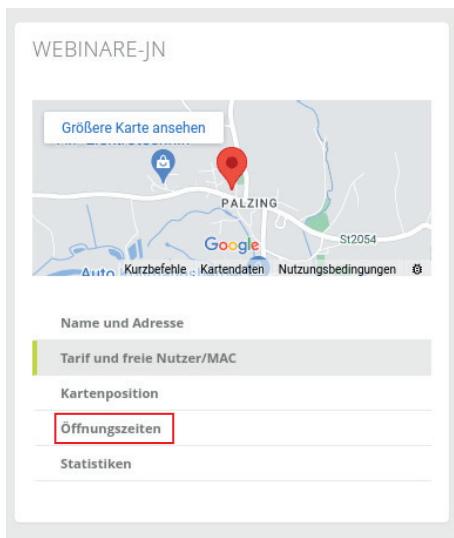 WEBINARE-JN
Größere Karte ansehen
PALZING
Google
St2054
Auto
Kurzbefehle Kartendaten Nutzungsbedingungen
Name und Adresse
Tarif und freie Nutzer/MAC
Kartenposition
Öffnungszeiten
Statistiken